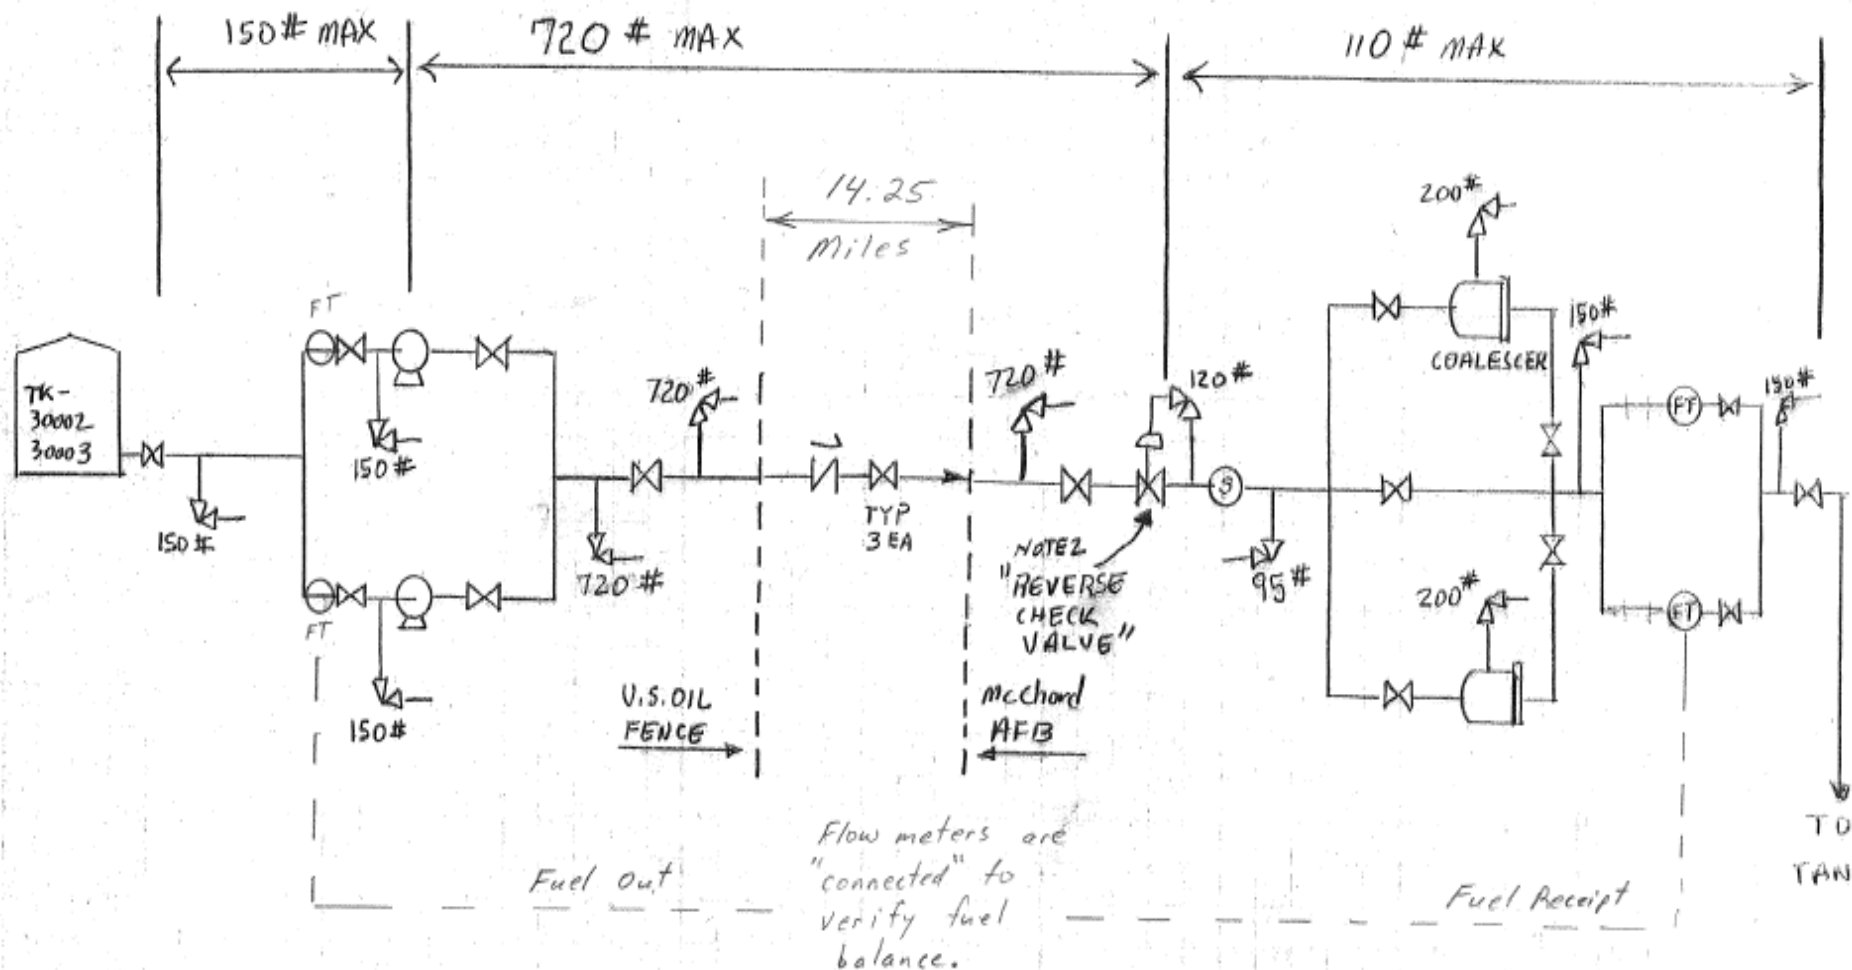 150# MAX
720# MAX
110# MAX
14.25
Miles
200#
FT
150#
COALESCER
TK-
30002
30003
720#
720#
120#
150#
FT
150#
150#
TYP
3 EA
S
720#
NOTE 2
"REVERSE
CHECK
VALVE"
95#
200#
FT
FT
150#
U.S. OIL
FENCE
McChord
AFB
Flow meters are
"connected" to
verify fuel
balance.
Fuel Out
Fuel Receipt
TO
TAN